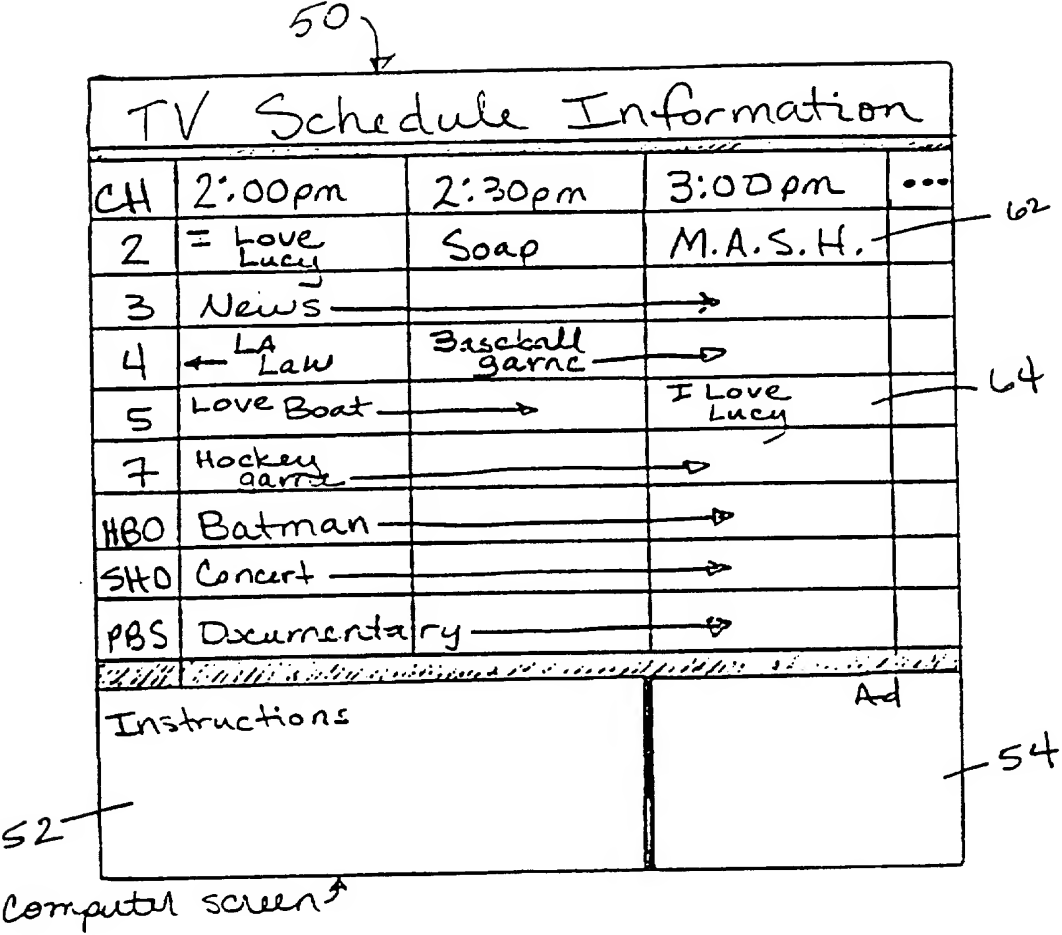 50
TV Schedule Information
CH 2:00pm 2:30pm 3:00pm •••
62
2 I Love Lucy Soap M.A.S.H.
3 News
4 LA Law Baseball game
64
5 Love Boat I Love Lucy
7 Hockey game
HBO Batman
SHO Concert
PBS Documentary
Instructions Ad
54
52
Computer screen